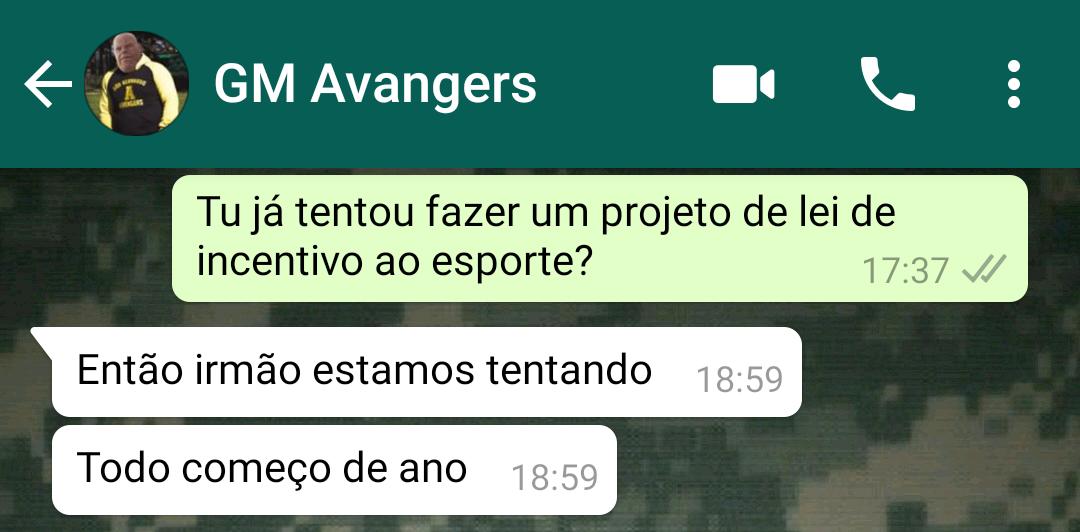 GM Avangers
Tu já tentou fazer um projeto de lei de
incentivo ao esporte?
17:37
Então irmão estamos tentando
18:59
Todo começo de ano
18:59